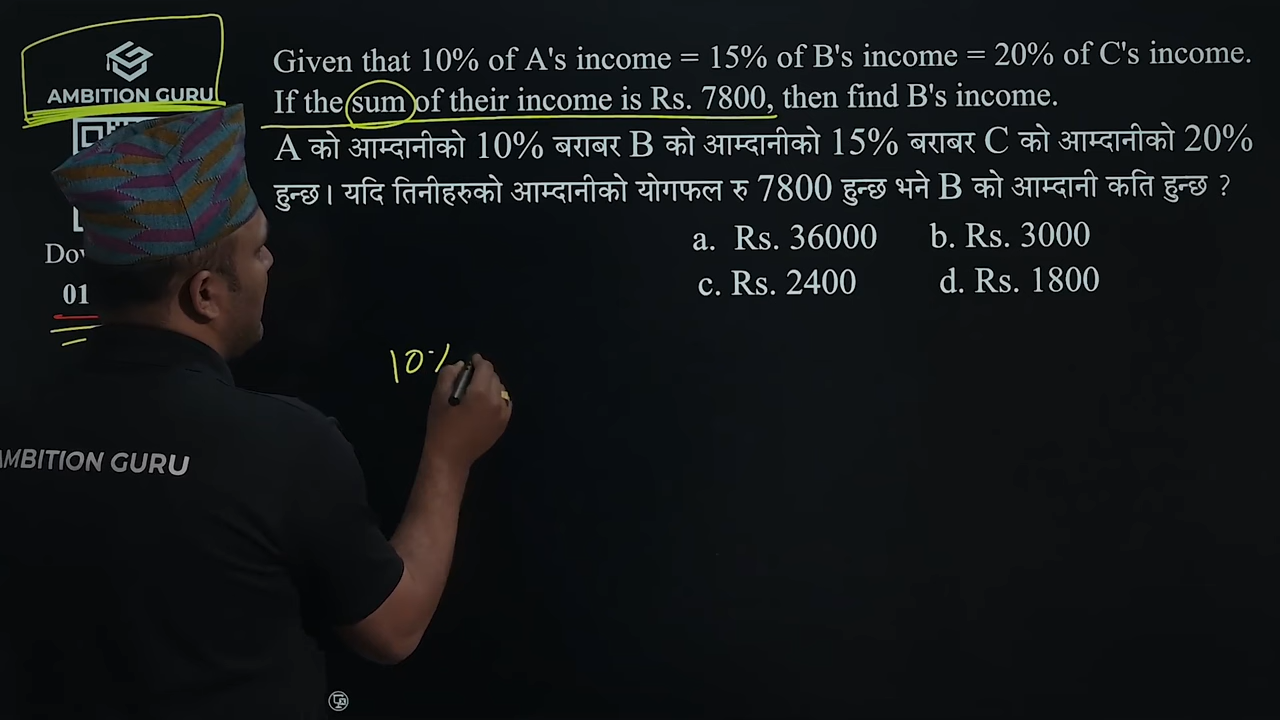 AMBITION GURU
Given that 10% of A's income = 15% of B's income = 20% of C's income.
If the sum of their income is Rs. 7800, then find B's income.
A को आम्दानीको 10% बराबर B को आम्दानीको 15% बराबर C को आम्दानीको 20%
हुन्छ। यदि तिनीहरुको आम्दानीको योगफल रु 7800 हुन्छ भने B को आम्दानी कति हुन्छ ?
a. Rs. 36000 b. Rs. 3000
c. Rs. 2400 d. Rs. 1800
01
10%
AMBITION GURU